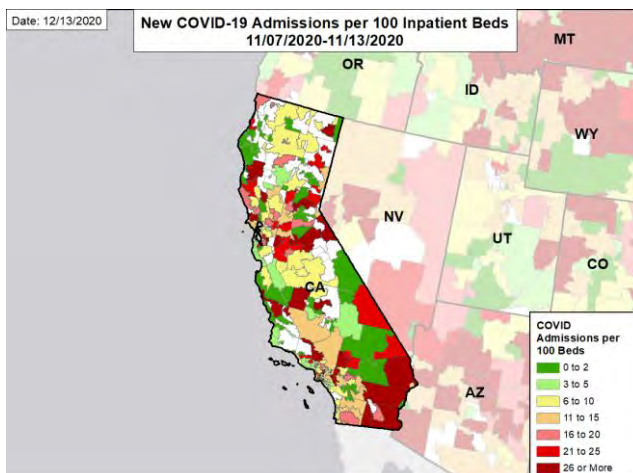 Date: 12/13/2020
New COVID-19 Admissions per 100 Inpatient Beds
11/07/2020-11/13/2020
MT
OR
ID
WY
NV
UT
CO
CA
AZ
COVID
Admissions per
100 Beds
0 to 2
3 to 5
6 to 10
11 to 15
16 to 20
21 to 25
26 or More